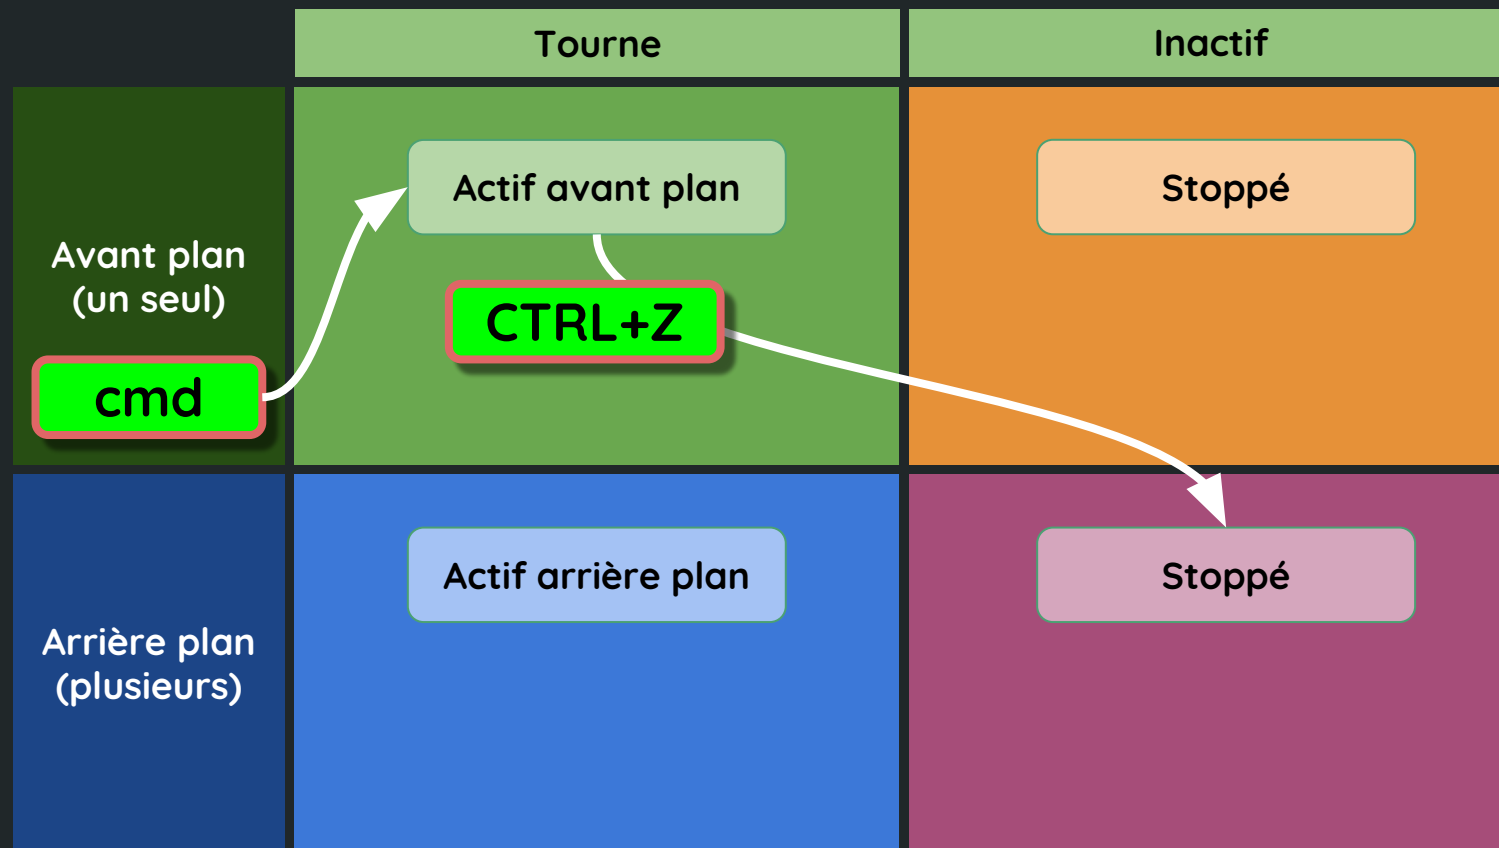 Tourne
Inactif
Actif avant plan
Stoppé
Avant plan
(un seul)
CTRL+Z
cmd
Actif arrière plan
Stoppé
Arrière plan
(plusieurs)